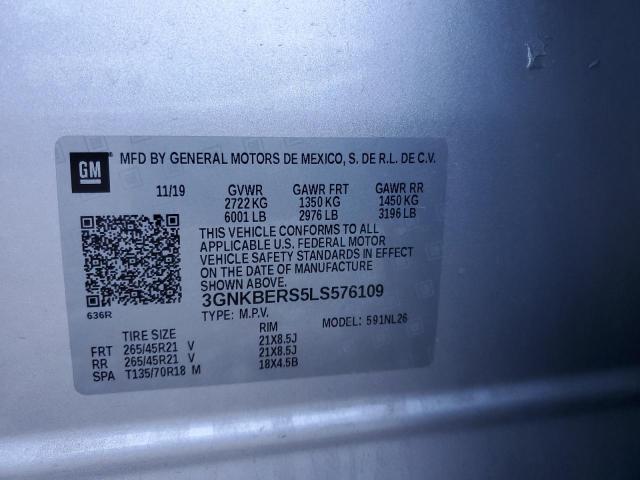 GM
MFD BY GENERAL MOTORS DE MEXICO, S. DE R.L. DE C.V.
11/19 GVWR GAWR FRT GAWR RR
2722 KG 1350 KG 1450 KG
6001 LB 2976 LB 3196 LB
THIS VEHICLE CONFORMS TO ALL
APPLICABLE U.S. FEDERAL MOTOR
VEHICLE SAFETY STANDARDS IN EFFECT
ON THE DATE OF MANUFACTURE
SHOWN ABOVE.
636R
3GNKBERS5LS576109
TYPE: M.P.V. MODEL: 591NL26
TIRE SIZE RIM
FRT 265/45R21 V 21X8.5J
RR 265/45R21 V 21X8.5J
SPA T135/70R18 M 18X4.5B